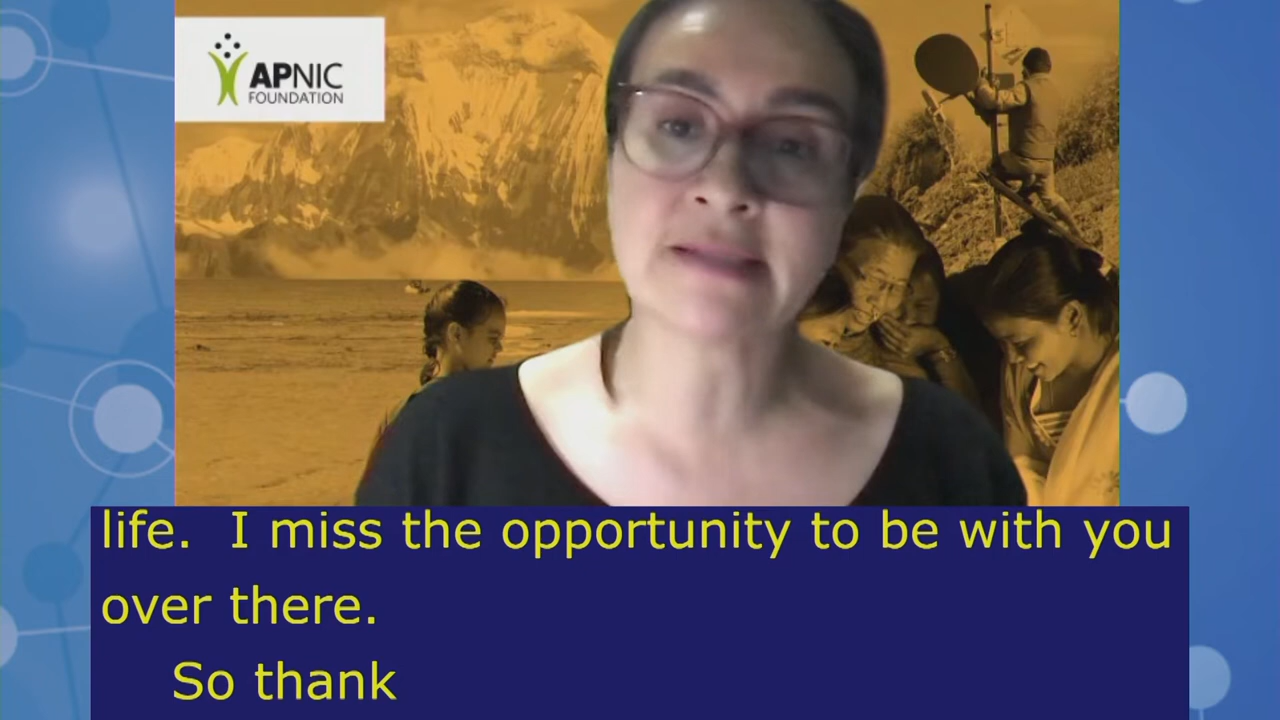 APNIC
FOUNDATION
life.  I miss the opportunity to be with you
over there.
So thank